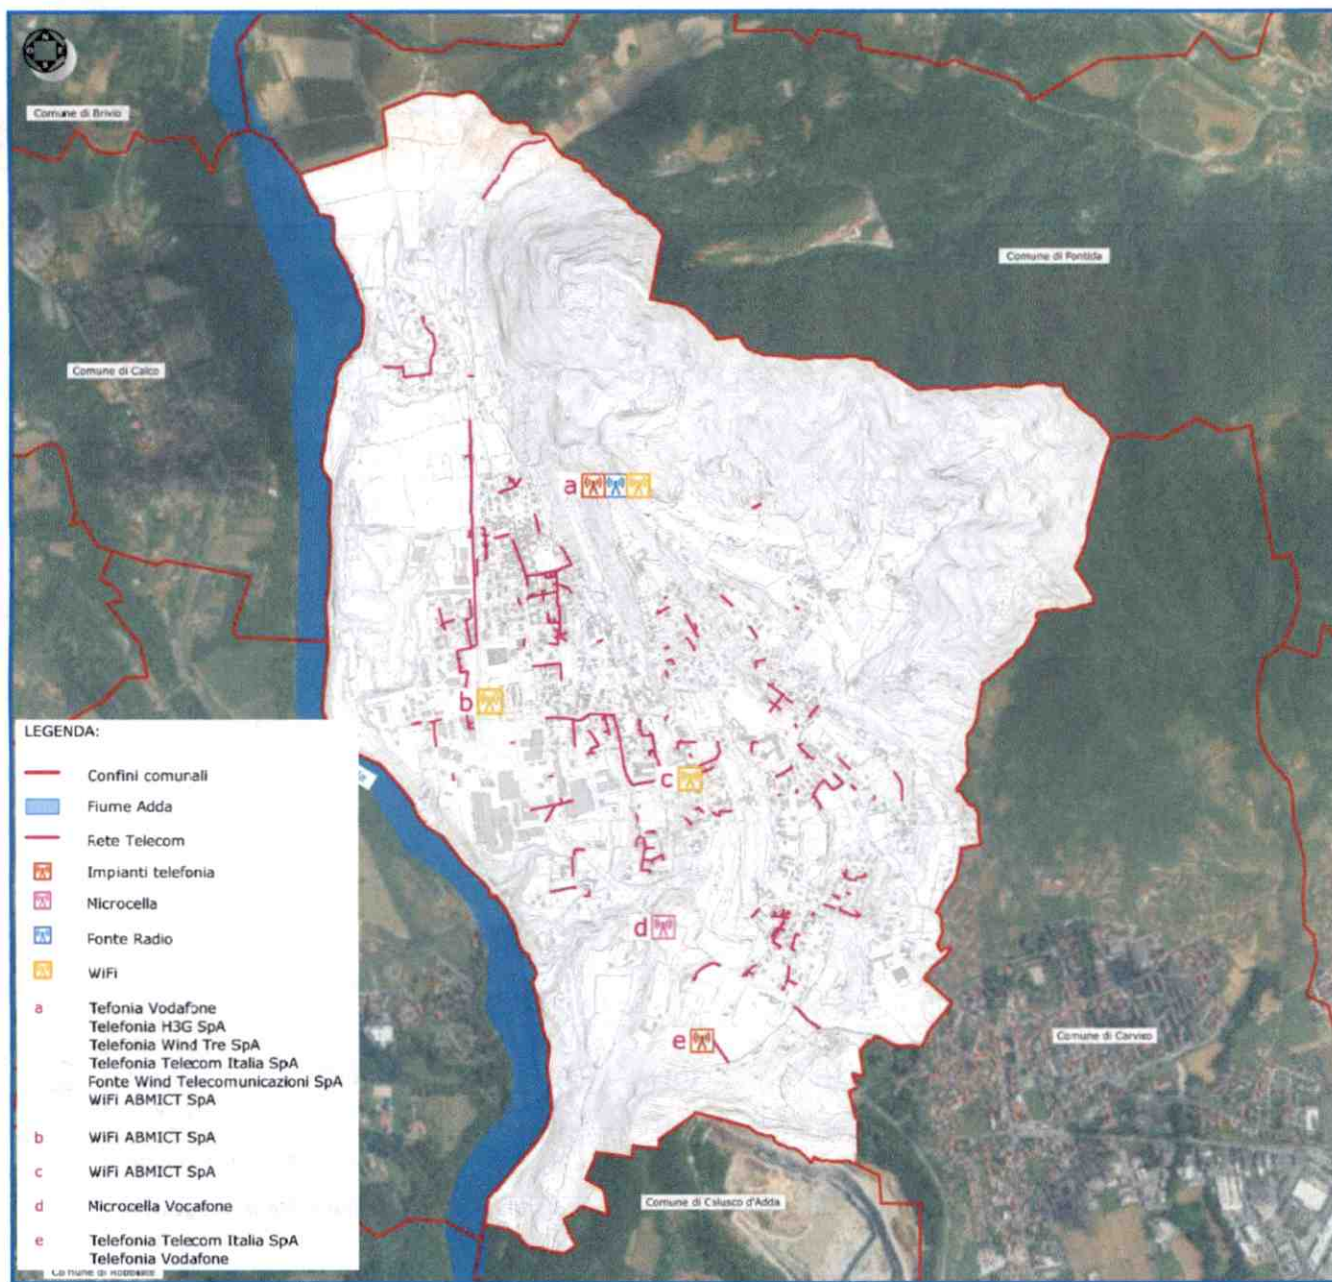 N
O E
S
Comune di Brivio
Comune di Pontida
Comune di Calco
a
b
c
d
e
Comune di Carvico
Comune di Calusco d'Adda
LEGENDA:
Confini comunali
Fiume Adda
Rete Telecom
Impianti telefonia
Microcella
Fonte Radio
WiFi
a Tefonia Vodafone
Telefonia H3G SpA
Telefonia Wind Tre SpA
Telefonia Telecom Italia SpA
Fonte Wind Telecomunicazioni SpA
WiFi ABMICT SpA
b WiFi ABMICT SpA
c WiFi ABMICT SpA
d Microcella Vocafone
e Telefonia Telecom Italia SpA
Telefonia Vodafone
Comune di Robbiate